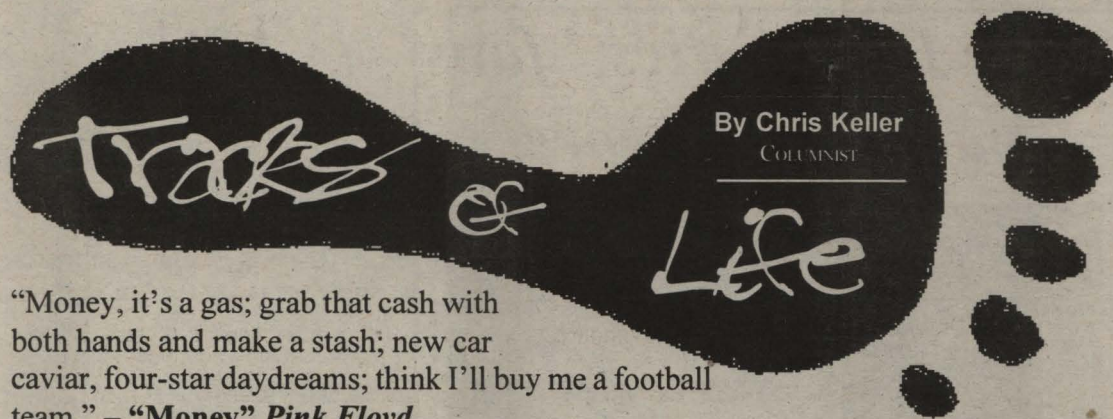 Tracks
&
Life
By Chris Keller
COLUMNIST
“Money, it’s a gas; grab that cash with
both hands and make a stash; new car
caviar, four-star daydreams; think I’ll buy me a football
team.” – “Money” Pink Floyd